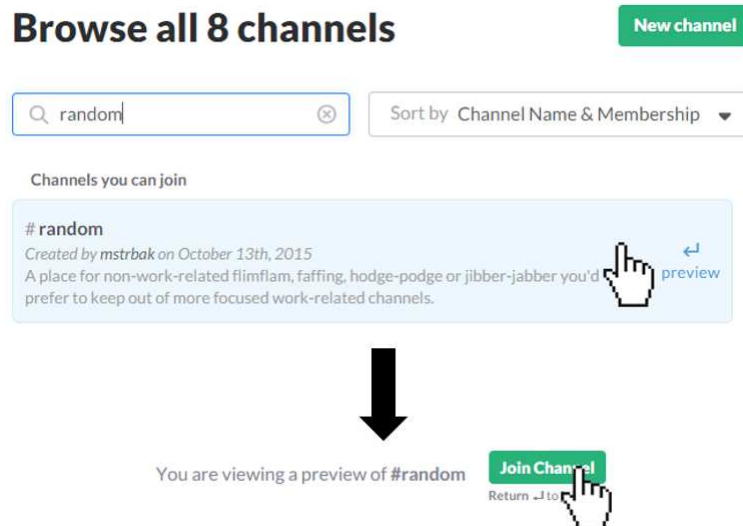 Browse all 8 channels
New channel
random
Sort by Channel Name & Membership
Channels you can join
# random
Created by mstrbak on October 13th, 2015
A place for non-work-related flimflam, faffing, hodge-podge or jibber-jabber you'd
prefer to keep out of more focused work-related channels.
↵
preview
You are viewing a preview of #random
Join Channel
Return ↵ to